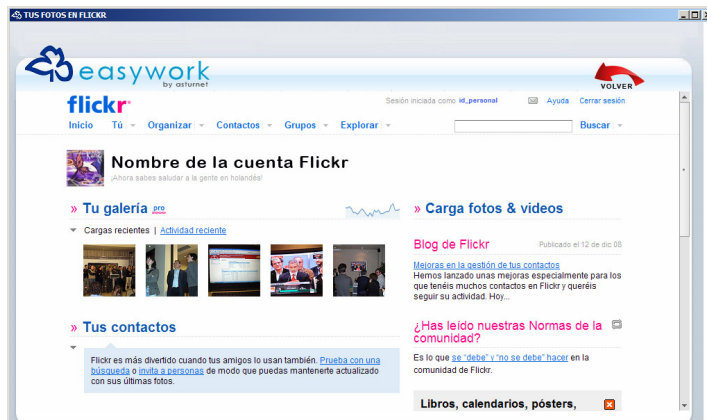 TUS FOTOS EN FLICKR
easywork
by asturnet
VOLVER
flickr
Sesión iniciada como id_personal Ayuda Cerrar sesión
Inicio Tú Organizar Contactos Grupos Explorar Buscar
Nombre de la cuenta Flickr
¡Ahora sabes saludar a la gente en holandés!
» Tu galería pro
Cargas recientes | Actividad reciente
» Tus contactos
Flickr es más divertido cuando tus amigos lo usan también. Prueba con una
búsqueda o invita a personas de modo que puedas mantenerte actualizado
con sus últimas fotos.
» Carga fotos & videos
Blog de Flickr Publicado el 12 de dic 08
Mejoras en la gestión de tus contactos
Hemos lanzado unas mejoras especialmente para los
que tenéis muchos contactos en Flickr y queréis
seguir su actividad. Hoy...
¿Has leído nuestras Normas de la
comunidad?
Es lo que se "debe" y "no se debe" hacer en la
comunidad de Flickr.
Libros, calendarios, pósters,